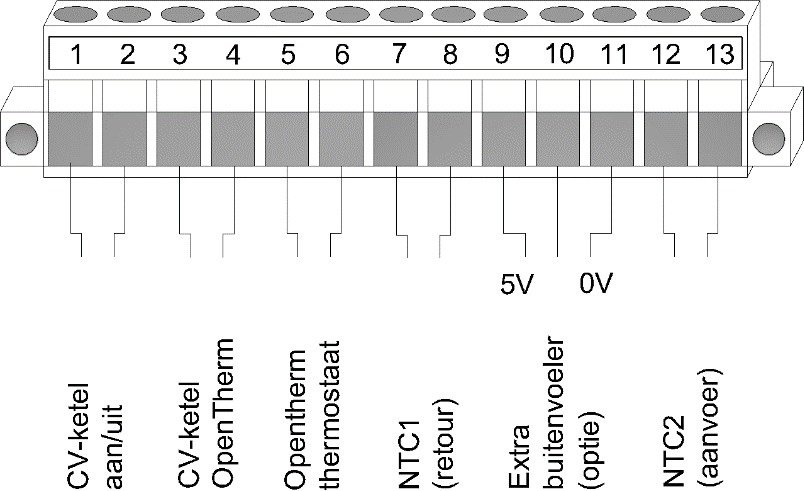 1 2 3 4 5 6 7 8 9 10 11 12 13
5V 0V
CV-ketel
aan/uit
CV-ketel
OpenTherm
Opentherm
thermostaat
NTC1
(retour)
Extra
buitenvoeler
(optie)
NTC2
(aanvoer)